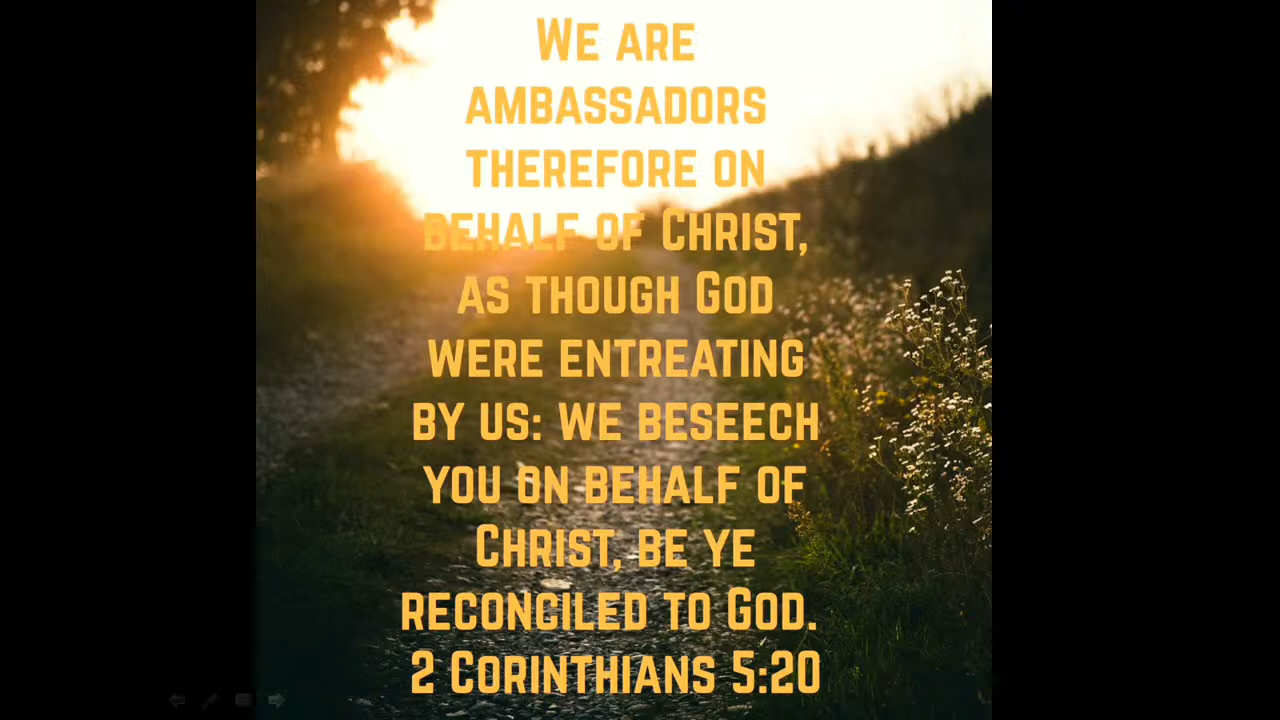 We are
ambassadors
therefore on
behalf of Christ,
as though God
were entreating
by us: we beseech
you on behalf of
Christ, be ye
reconciled to God.
2 Corinthians 5:20